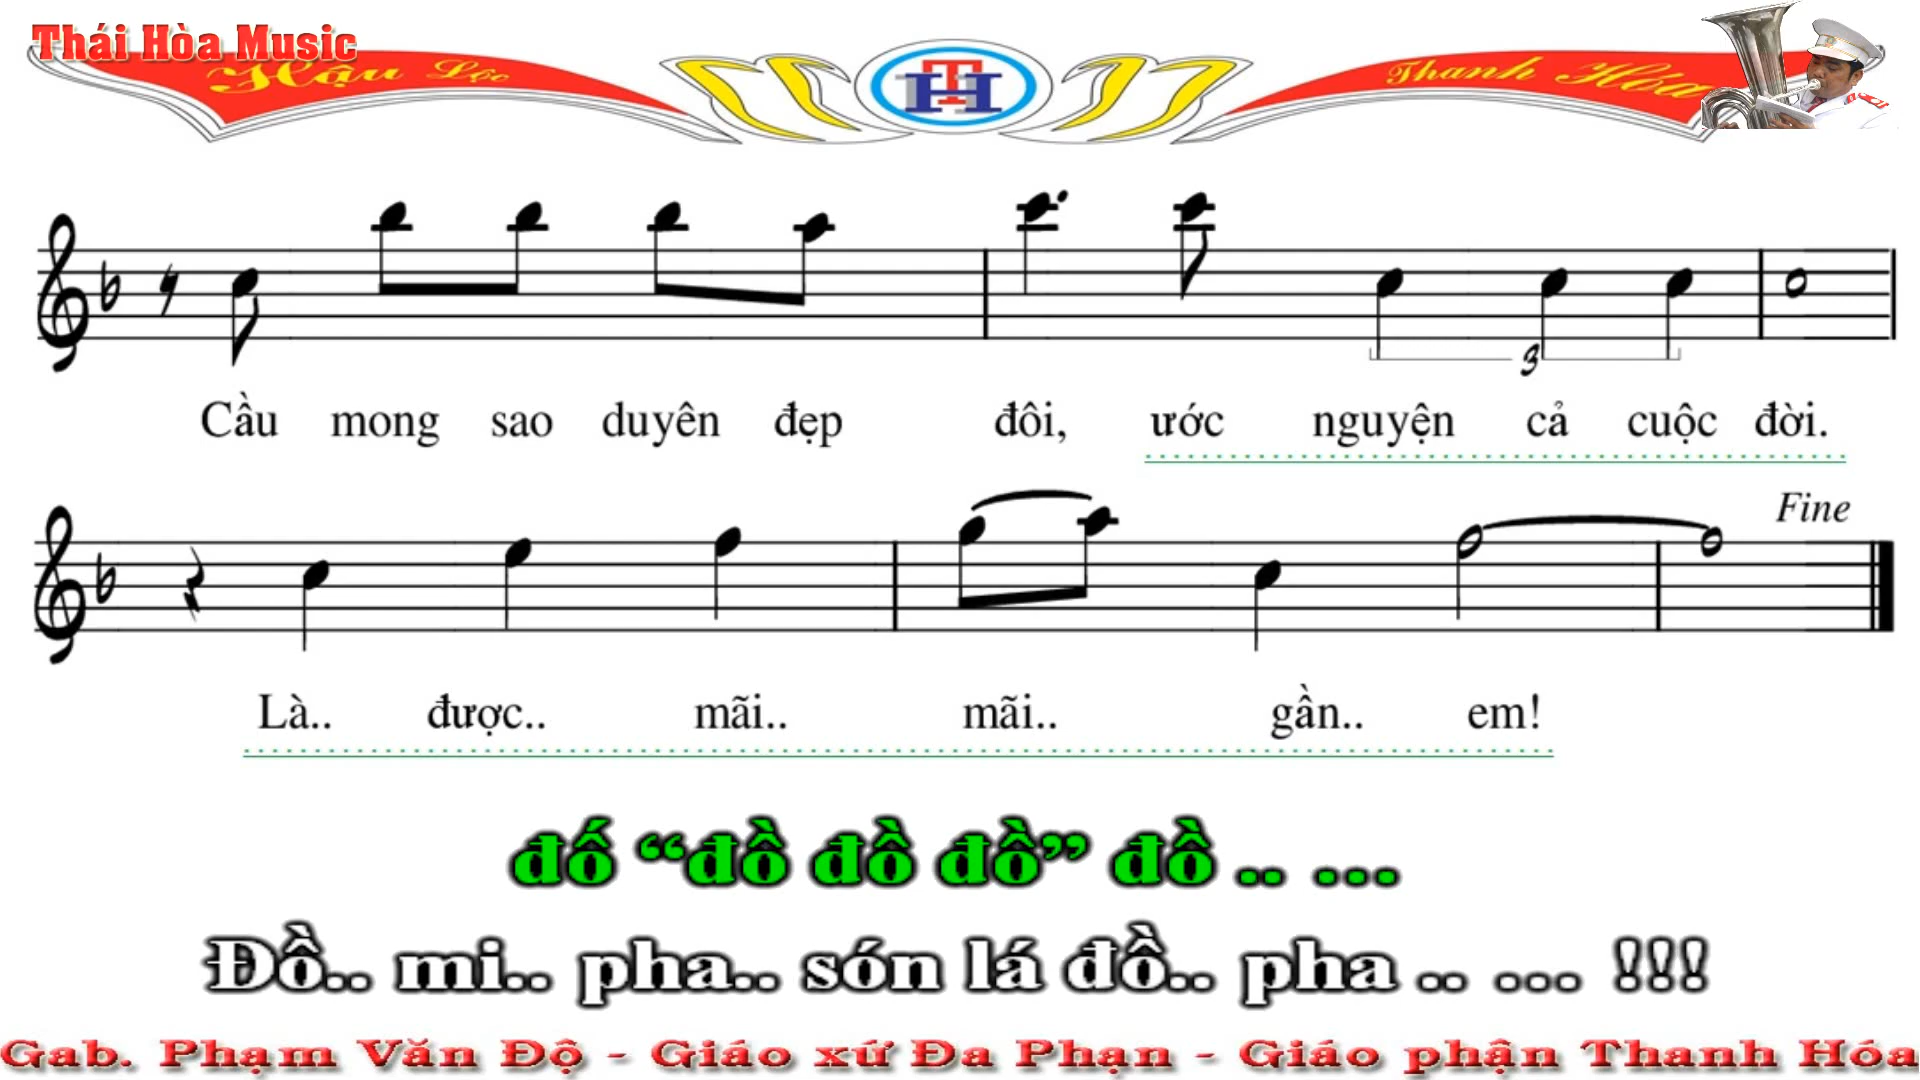 Thái Hòa Music
Hậu Lộc
TH
Thanh Hóa
3
Cầu mong sao duyên đẹp đôi, ước nguyện cả cuộc đời.
Fine
Là.. được.. mãi.. mãi.. gần.. em!
đố “đồ đồ đồ” đồ .. ...
Đồ.. mi.. pha.. són lá đồ.. pha .. ... !!!
Gab. Phạm Văn Độ - Giáo xứ Đa Phạn - Giáo phận Thanh Hóa